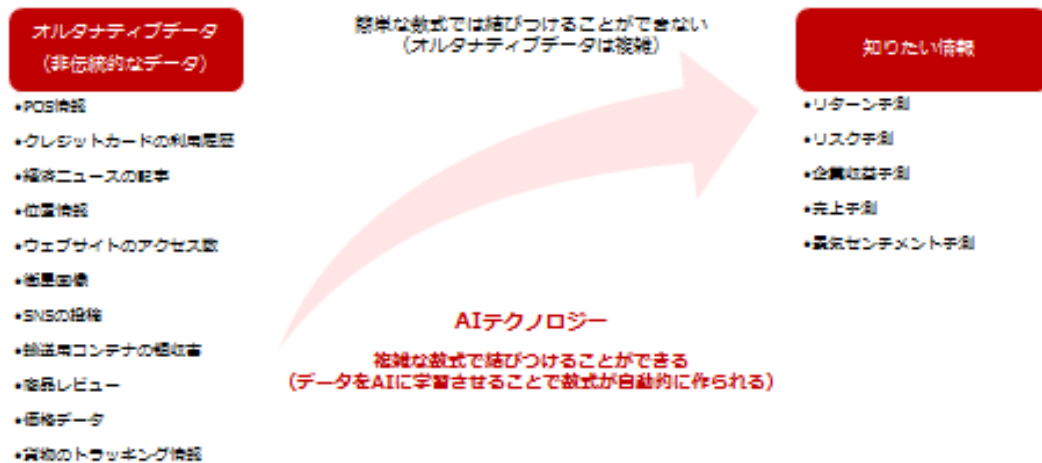 オルタナティブデータ
（非伝統的なデータ）
•POS情報
•クレジットカードの利用履歴
•経済ニュースの記事
•位置情報
•ウェブサイトのアクセス数
•衛星画像
•SNSの投稿
•輸送用コンテナの領収書
•商品レビュー
•価格データ
•貨物のトラッキング情報
簡単な数式では結びつけることができない
（オルタナティブデータは複雑）
AIテクノロジー
複雑な数式で結びつけることができる
（データをAIに学習させることで数式が自動的に作られる）
知りたい情報
•リターン予測
•リスク予測
•企業収益予測
•売上予測
•景気センチメント予測